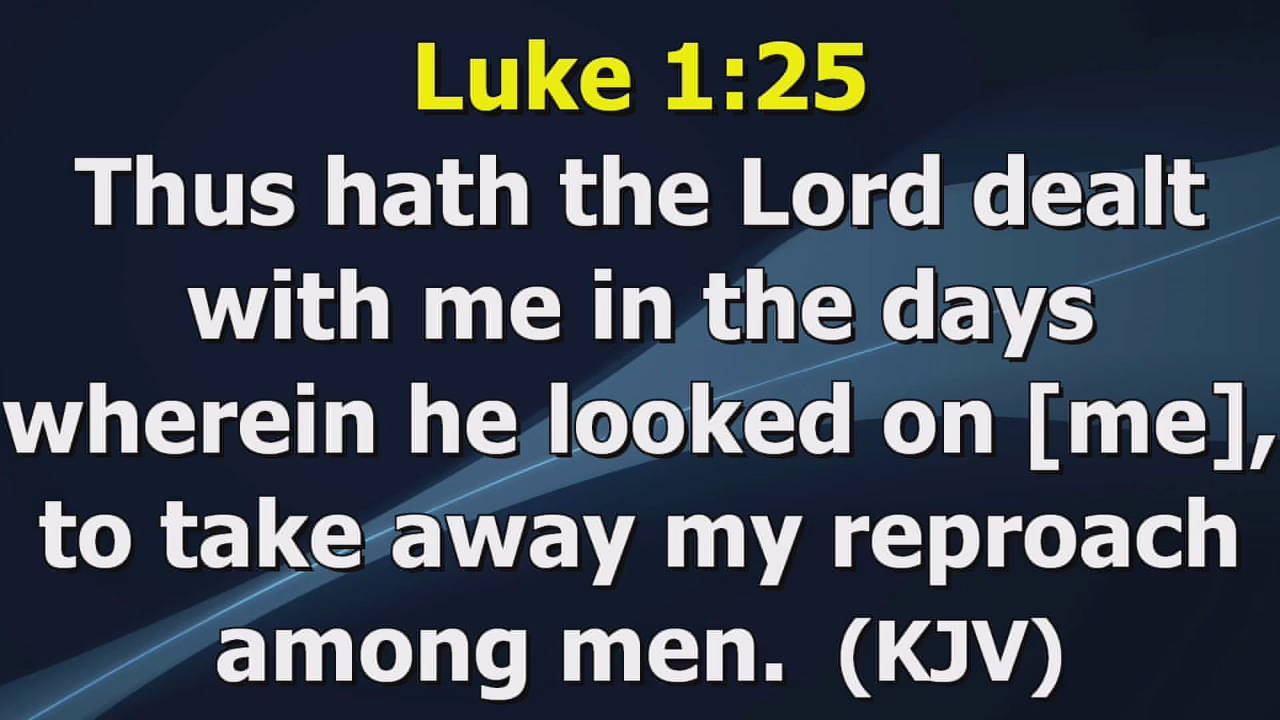 Luke 1:25
Thus hath the Lord dealt
with me in the days
wherein he looked on [me],
to take away my reproach
among men.  (KJV)